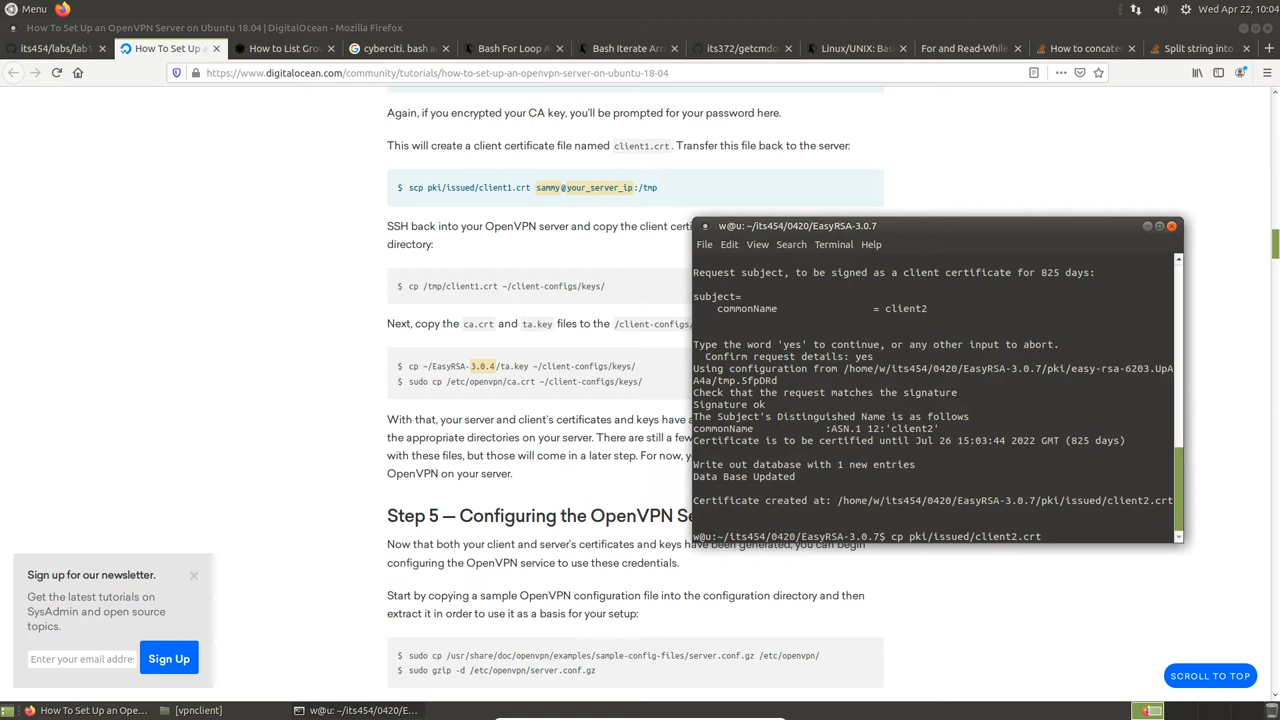 Menu
Wed Apr 22, 10:04
How To Set Up an OpenVPN Server on Ubuntu 18.04 | DigitalOcean - Mozilla Firefox
its454/labs/lab1
How To Set Up a
How to List Grou
cyberciti. bash ar
Bash For Loop A
Bash Iterate Arra
its372/getcmdo
Linux/UNIX: Bas
For and Read-While
How to concate
Split string into
https://www.digitalocean.com/community/tutorials/how-to-set-up-an-openvpn-server-on-ubuntu-18-04
Again, if you encrypted your CA key, you'll be prompted for your password here.
This will create a client certificate file named client1.crt. Transfer this file back to the server:
$ scp pki/issued/client1.crt sammy@your_server_ip:/tmp
SSH back into your OpenVPN server and copy the client certi
directory:
$ cp /tmp/client1.crt ~/client-configs/keys/
Next, copy the ca.crt and ta.key files to the /client-configs/
$ cp ~/EasyRSA-3.0.4/ta.key ~/client-configs/keys/
$ sudo cp /etc/openvpn/ca.crt ~/client-configs/keys/
With that, your server and client's certificates and keys have a
the appropriate directories on your server. There are still a few
with these files, but those will come in a later step. For now, y
OpenVPN on your server.
Step 5 — Configuring the OpenVPN Se
Now that both your client and server's certificates and keys have been generated, you can begin
configuring the OpenVPN service to use these credentials.
Start by copying a sample OpenVPN configuration file into the configuration directory and then
extract it in order to use it as a basis for your setup:
$ sudo cp /usr/share/doc/openvpn/examples/sample-config-files/server.conf.gz /etc/openvpn/
$ sudo gzip -d /etc/openvpn/server.conf.gz
w@u: ~/its454/0420/EasyRSA-3.0.7
File Edit View Search Terminal Help
Request subject, to be signed as a client certificate for 825 days:
subject=
commonName = client2
Type the word 'yes' to continue, or any other input to abort.
Confirm request details: yes
Using configuration from /home/w/its454/0420/EasyRSA-3.0.7/pki/easy-rsa-6203.UpA
A4a/tmp.5fpDRd
Check that the request matches the signature
Signature ok
The Subject's Distinguished Name is as follows
commonName :ASN.1 12:'client2'
Certificate is to be certified until Jul 26 15:03:44 2022 GMT (825 days)
Write out database with 1 new entries
Data Base Updated
Certificate created at: /home/w/its454/0420/EasyRSA-3.0.7/pki/issued/client2.crt
w@u:~/its454/0420/EasyRSA-3.0.7$ cp pki/issued/client2.crt
Sign up for our newsletter.
Get the latest tutorials on
SysAdmin and open source
topics.
Enter your email addre
Sign Up
SCROLL TO TOP
How To Set Up an Ope...
[vpnclient]
w@u: ~/its454/0420/E...